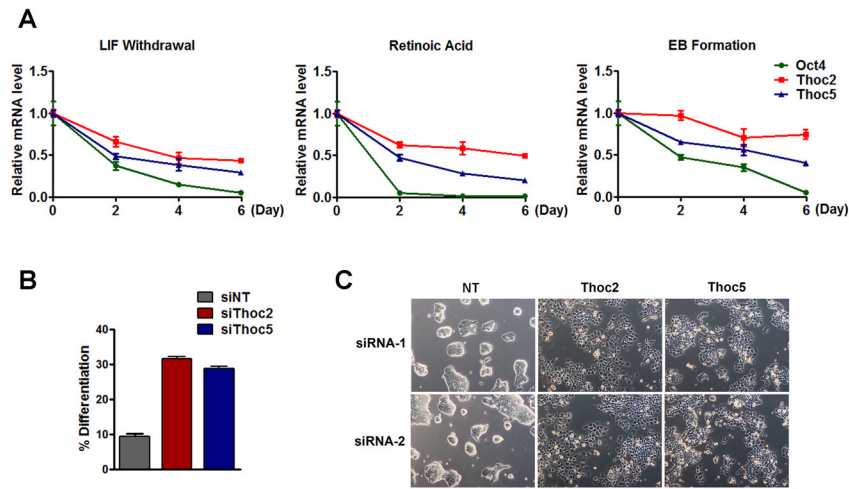 A
LIF Withdrawal
Relative mRNA level
1.5
1.0
0.5
0.0
0 2 4 6 (Day)
Retinoic Acid
Relative mRNA level
1.5
1.0
0.5
0.0
0 2 4 6 (Day)
EB Formation
Relative mRNA level
1.5
1.0
0.5
0.0
0 2 4 6 (Day)
Oct4
Thoc2
Thoc5
B
siNT
siThoc2
siThoc5
% Differentiation
40
30
20
10
0
C
NT Thoc2 Thoc5
siRNA-1
siRNA-2